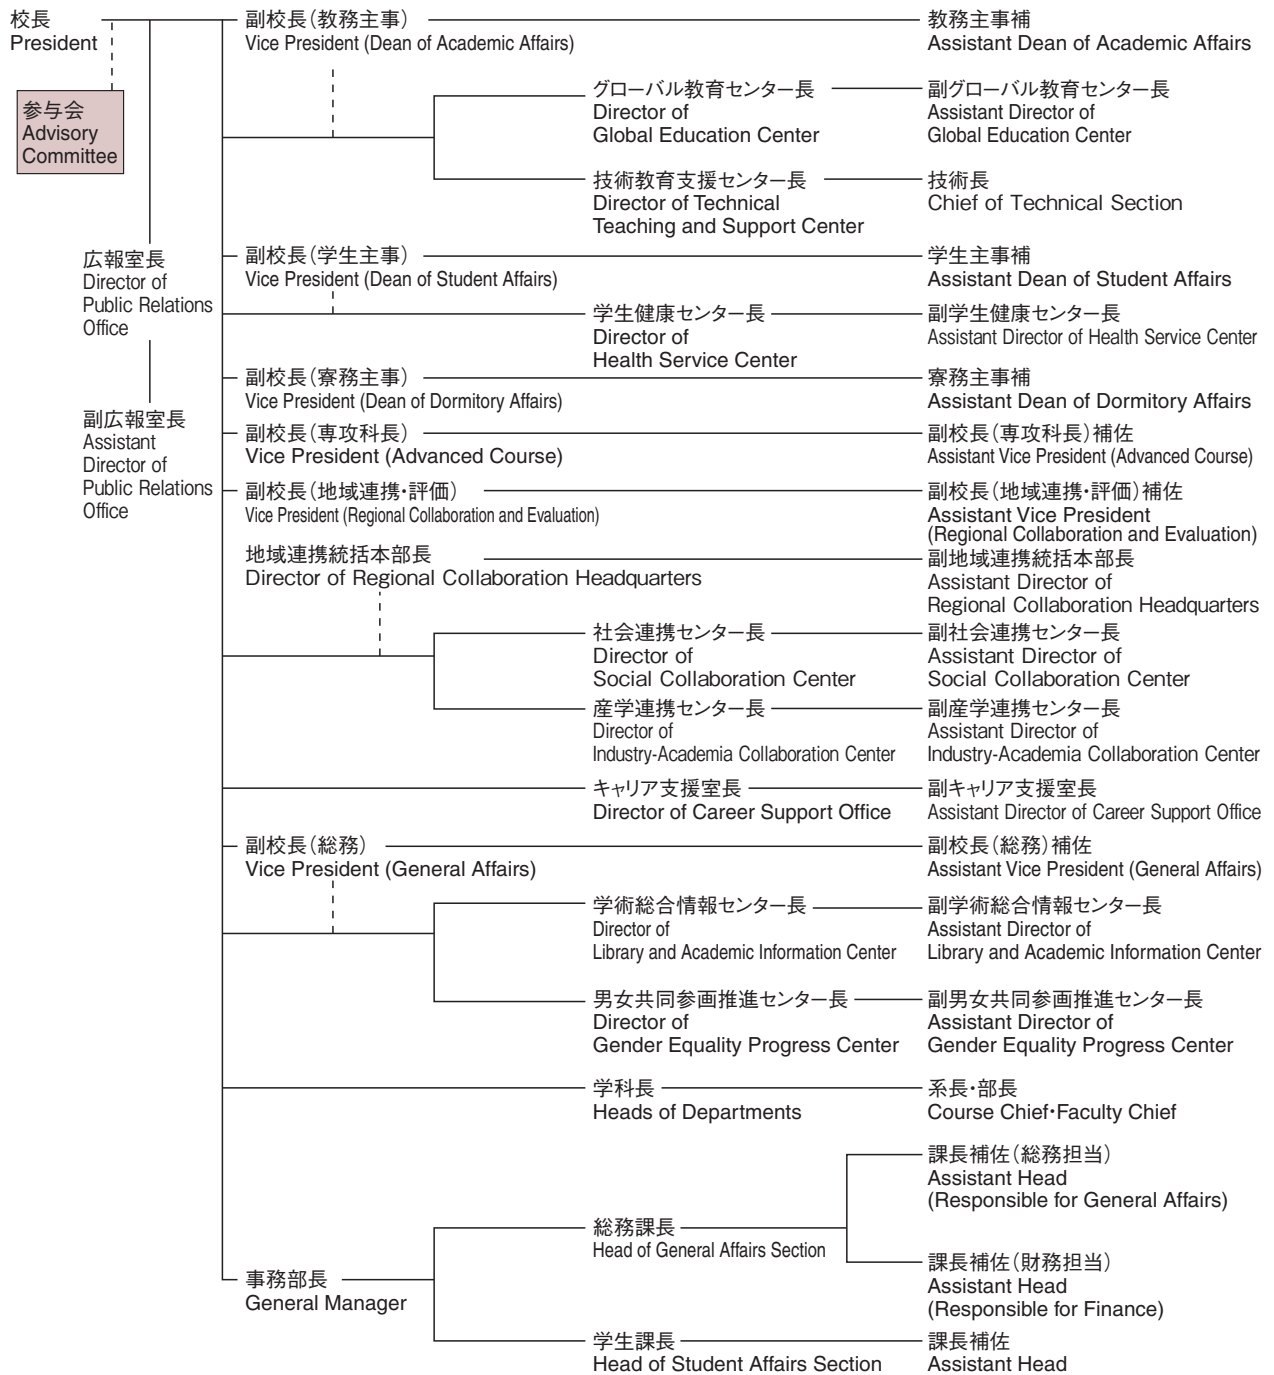 校長
President
参与会
Advisory
Committee
広報室長
Director of
Public Relations
Office
副広報室長
Assistant
Director of
Public Relations
Office
副校長（教務主事）
Vice President (Dean of Academic Affairs)
教務主事補
Assistant Dean of Academic Affairs
グローバル教育センター長
Director of
Global Education Center
副グローバル教育センター長
Assistant Director of
Global Education Center
技術教育支援センター長
Director of Technical
Teaching and Support Center
技術長
Chief of Technical Section
副校長（学生主事）
Vice President (Dean of Student Affairs)
学生主事補
Assistant Dean of Student Affairs
学生健康センター長
Director of
Health Service Center
副学生健康センター長
Assistant Director of Health Service Center
副校長（寮務主事）
Vice President (Dean of Dormitory Affairs)
寮務主事補
Assistant Dean of Dormitory Affairs
副校長（専攻科長）
Vice President (Advanced Course)
副校長（専攻科長）補佐
Assistant Vice President (Advanced Course)
副校長（地域連携・評価）
Vice President (Regional Collaboration and Evaluation)
副校長（地域連携・評価）補佐
Assistant Vice President
(Regional Collaboration and Evaluation)
地域連携統括本部長
Director of Regional Collaboration Headquarters
副地域連携統括本部長
Assistant Director of
Regional Collaboration Headquarters
社会連携センター長
Director of
Social Collaboration Center
副社会連携センター長
Assistant Director of
Social Collaboration Center
産学連携センター長
Director of
Industry-Academia Collaboration Center
副産学連携センター長
Assistant Director of
Industry-Academia Collaboration Center
キャリア支援室長
Director of Career Support Office
副キャリア支援室長
Assistant Director of Career Support Office
副校長（総務）
Vice President (General Affairs)
副校長（総務）補佐
Assistant Vice President (General Affairs)
学術総合情報センター長
Director of
Library and Academic Information Center
副学術総合情報センター長
Assistant Director of
Library and Academic Information Center
男女共同参画推進センター長
Director of
Gender Equality Progress Center
副男女共同参画推進センター長
Assistant Director of
Gender Equality Progress Center
学科長
Heads of Departments
系長・部長
Course Chief・Faculty Chief
事務部長
General Manager
総務課長
Head of General Affairs Section
課長補佐（総務担当）
Assistant Head
(Responsible for General Affairs)
課長補佐（財務担当）
Assistant Head
(Responsible for Finance)
学生課長
Head of Student Affairs Section
課長補佐
Assistant Head